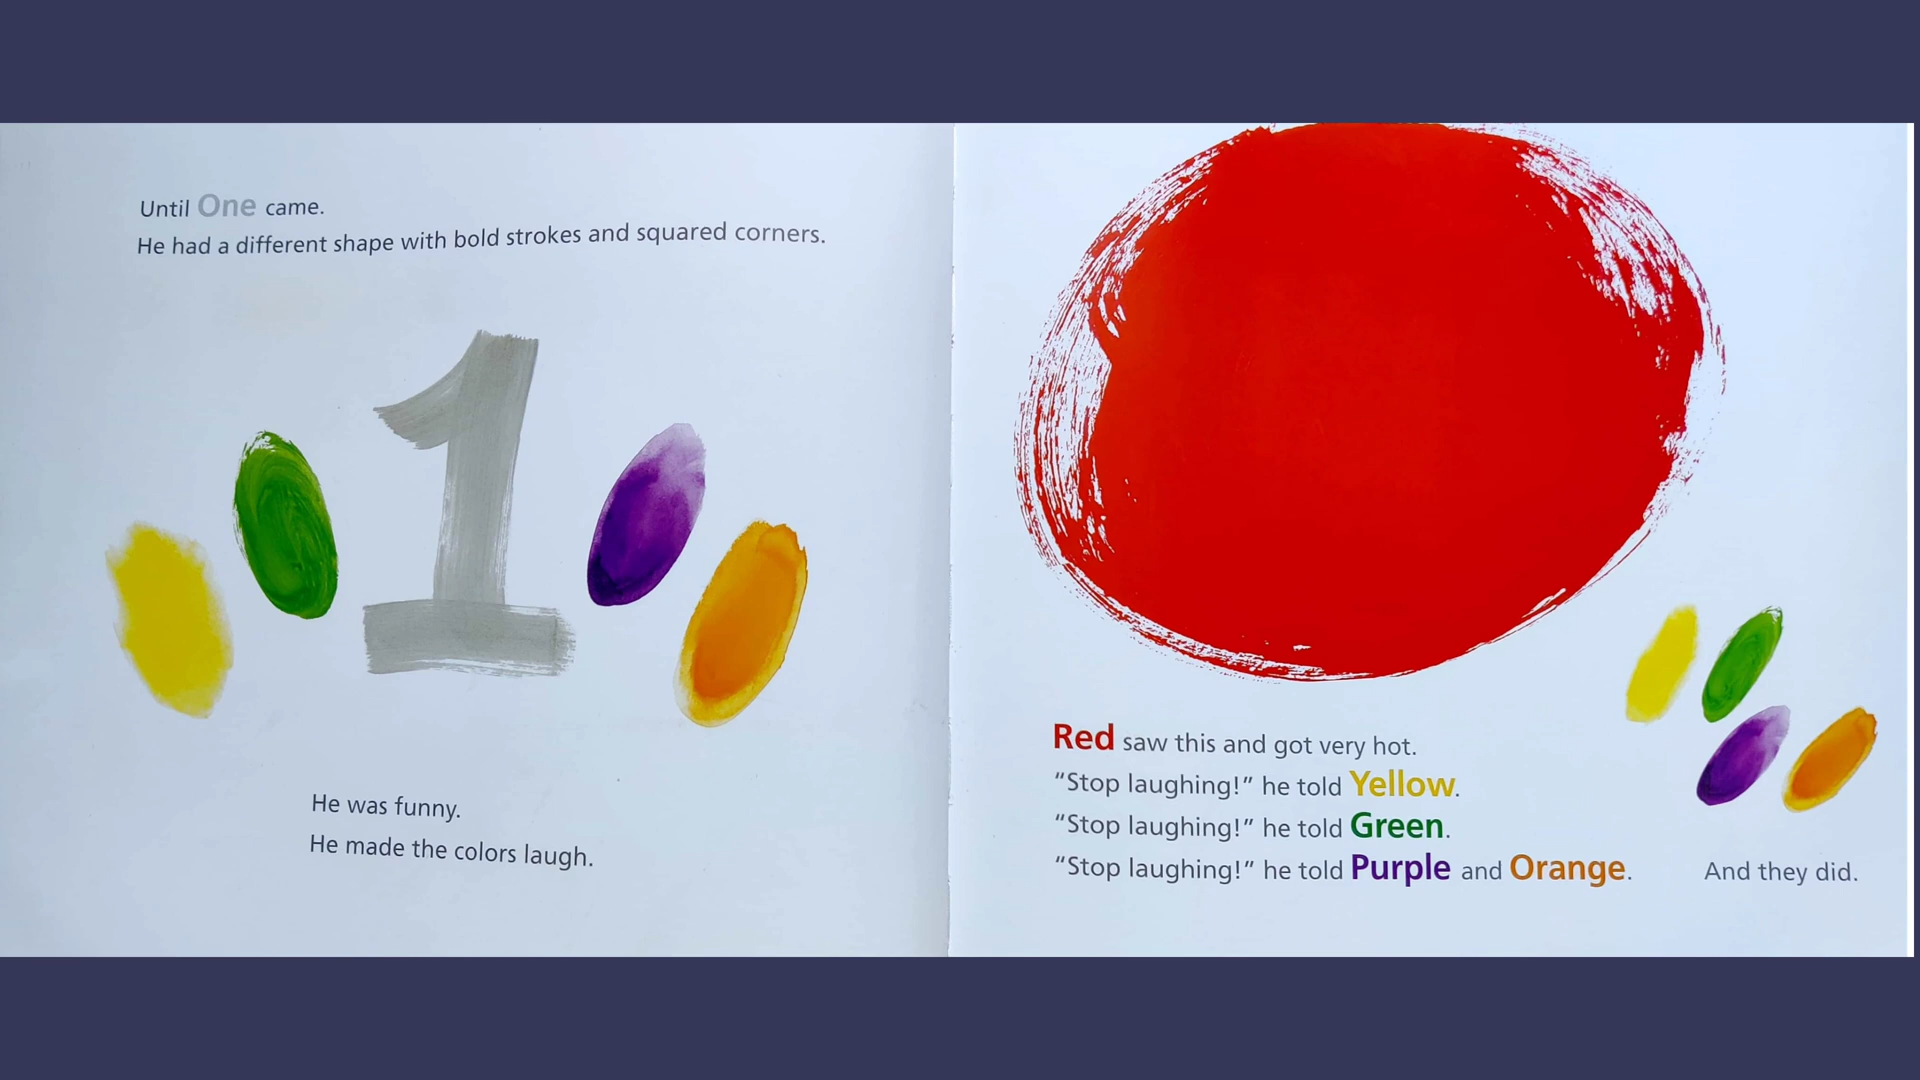 Until One came.
He had a different shape with bold strokes and squared corners.
1
He was funny.
He made the colors laugh.
Red saw this and got very hot.
“Stop laughing!” he told Yellow.
“Stop laughing!” he told Green.
“Stop laughing!” he told Purple and Orange.
And they did.